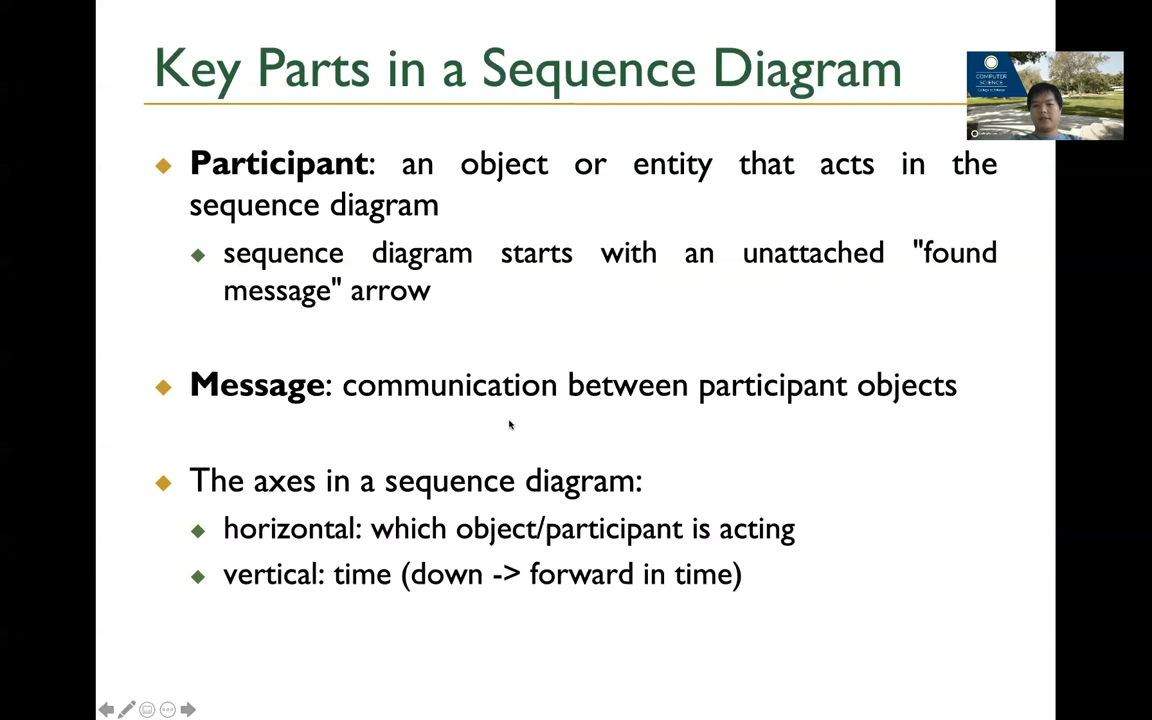 Key Parts in a Sequence Diagram
COMPUTER
SCIENCE
Participant: an object or entity that acts in the
sequence diagram
sequence diagram starts with an unattached "found
message" arrow
Message: communication between participant objects
The axes in a sequence diagram:
horizontal: which object/participant is acting
vertical: time (down -> forward in time)